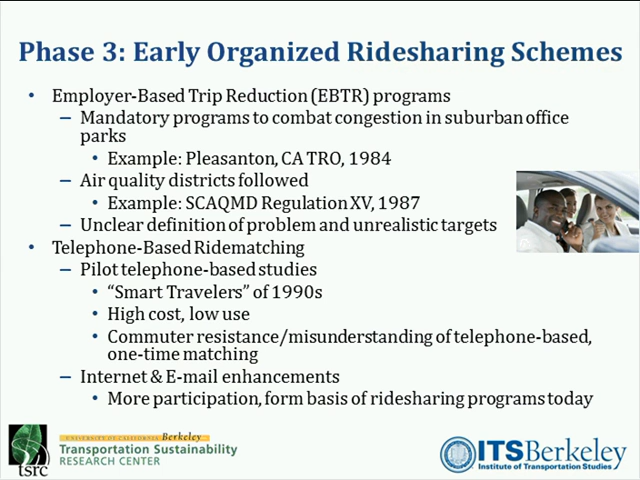 Phase 3: Early Organized Ridesharing Schemes
• Employer-Based Trip Reduction (EBTR) programs
– Mandatory programs to combat congestion in suburban office
parks
• Example: Pleasanton, CA TRO, 1984
– Air quality districts followed
• Example: SCAQMD Regulation XV, 1987
– Unclear definition of problem and unrealistic targets
• Telephone-Based Ridematching
– Pilot telephone-based studies
• “Smart Travelers” of 1990s
• High cost, low use
• Commuter resistance/misunderstanding of telephone-based,
one-time matching
– Internet & E-mail enhancements
• More participation, form basis of ridesharing programs today
tsrc
UNIVERSITY OF CALIFORNIA Berkeley
Transportation Sustainability
RESEARCH CENTER
ITSBerkeley
Institute of Transportation Studies